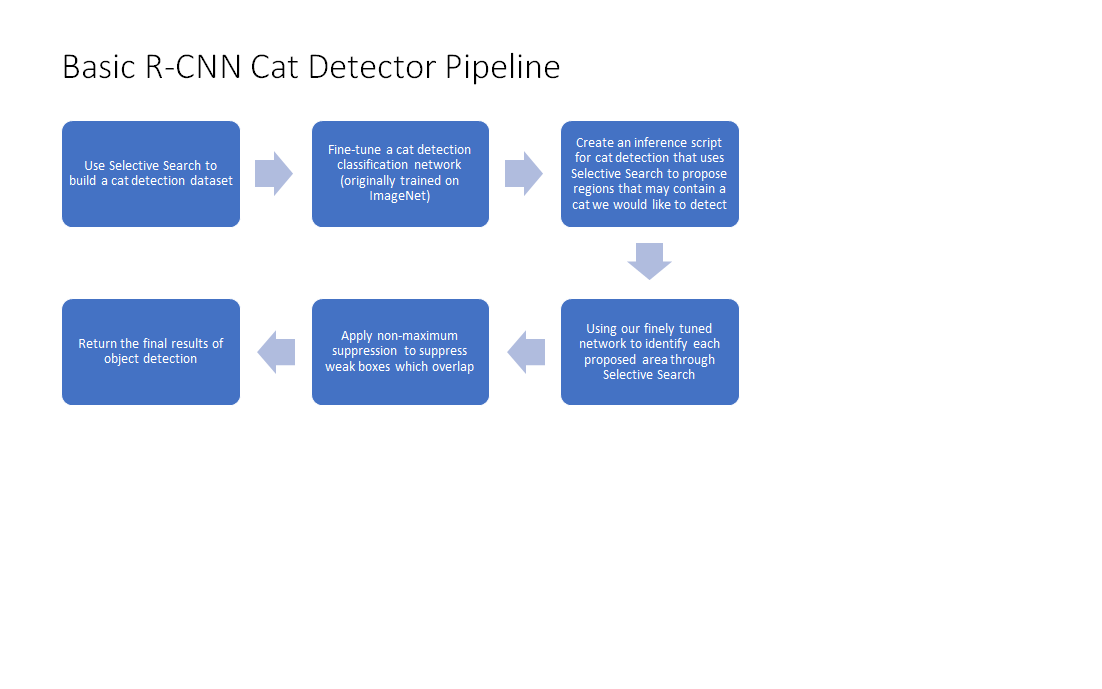 Basic R-CNN Cat Detector Pipeline
Use Selective Search to
build a cat detection dataset
Fine-tune a cat detection
classification network
(originally trained on
ImageNet)
Create an inference script
for cat detection that uses
Selective Search to propose
regions that may contain a
cat we would like to detect
Using our finely tuned
network to identify each
proposed area through
Selective Search
Apply non-maximum
suppression to suppress
weak boxes which overlap
Return the final results of
object detection